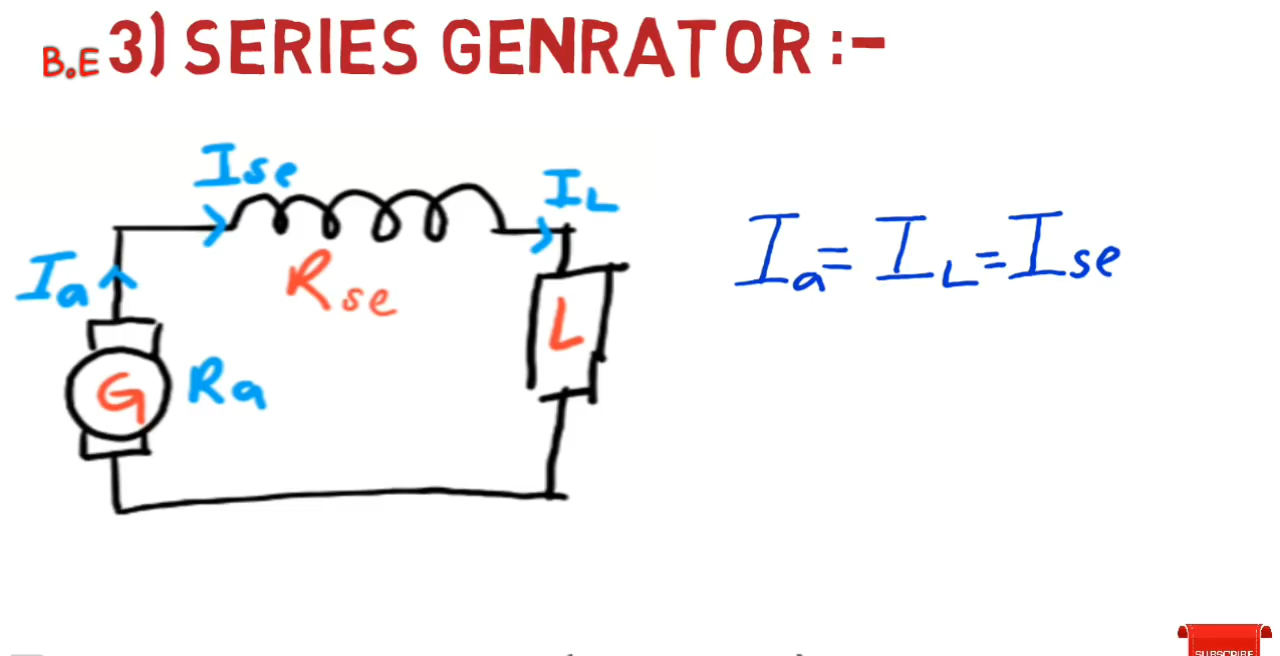 B.E 3) SERIES GENRATOR :-
Ise
IL
Ia = IL = Ise
Ia
Rse
L
G
Ra
SUBSCRIBE